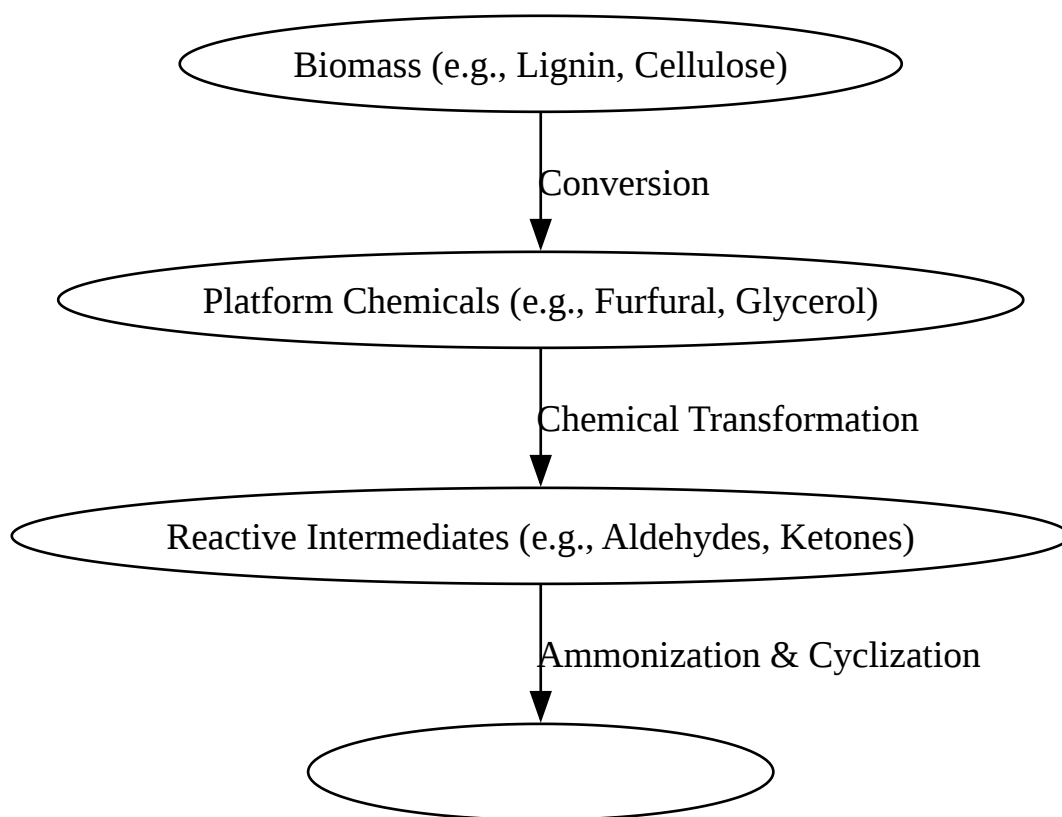 Biomass (e.g., Lignin, Cellulose)
Conversion
Platform Chemicals (e.g., Furfural, Glycerol)
Chemical Transformation
Reactive Intermediates (e.g., Aldehydes, Ketones)
Ammonization & Cyclization